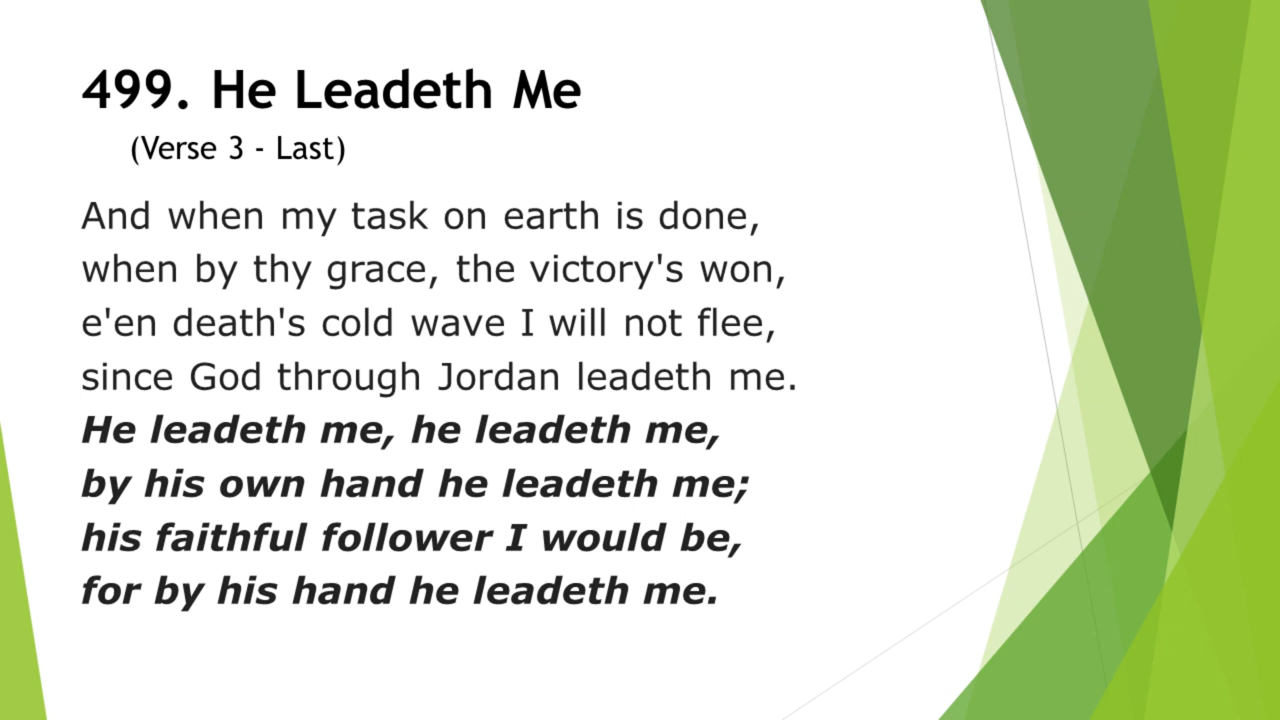 499. He Leadeth Me
(Verse 3 - Last)
And when my task on earth is done,
when by thy grace, the victory's won,
e'en death's cold wave I will not flee,
since God through Jordan leadeth me.
He leadeth me, he leadeth me,
by his own hand he leadeth me;
his faithful follower I would be,
for by his hand he leadeth me.